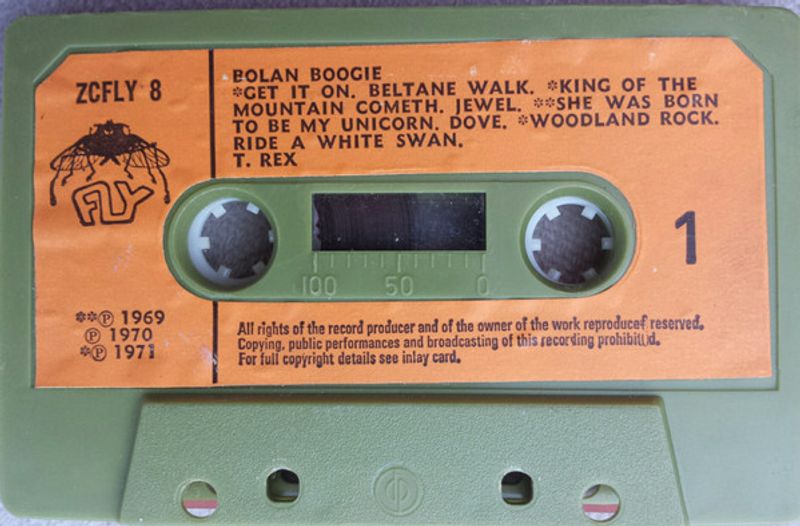 ZCFLY 8
FLY
BOLAN BOOGIE
*GET IT ON. BELTANE WALK. *KING OF THE
MOUNTAIN COMETH. JEWEL. **SHE WAS BORN
TO BE MY UNICORN. DOVE. *WOODLAND ROCK.
RIDE A WHITE SWAN.
T. REX
1
100 50 0
**℗ 1969
℗ 1970
*℗ 1971
All rights of the record producer and of the owner of the work reproduced reserved.
Copying, public performances and broadcasting of this recording prohibited.
For full copyright details see inlay card.